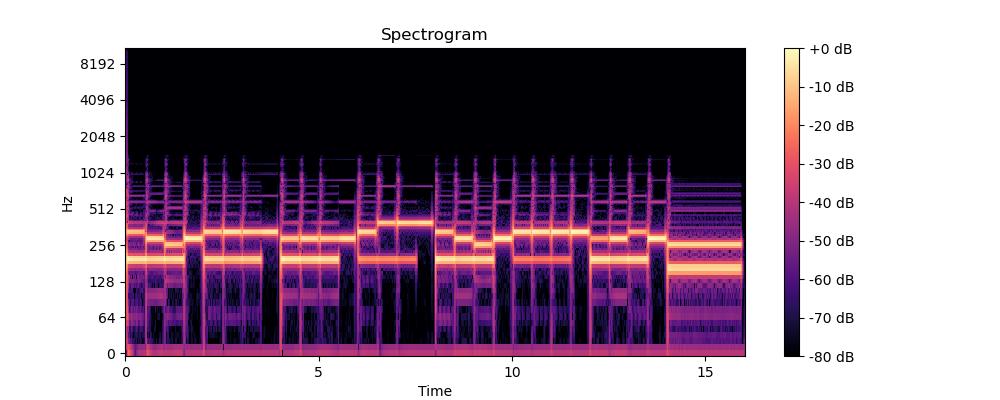 Spectrogram
8192
4096
2048
1024
512
256
128
64
0
Hz
0 5 10 15
Time
+0 dB
-10 dB
-20 dB
-30 dB
-40 dB
-50 dB
-60 dB
-70 dB
-80 dB